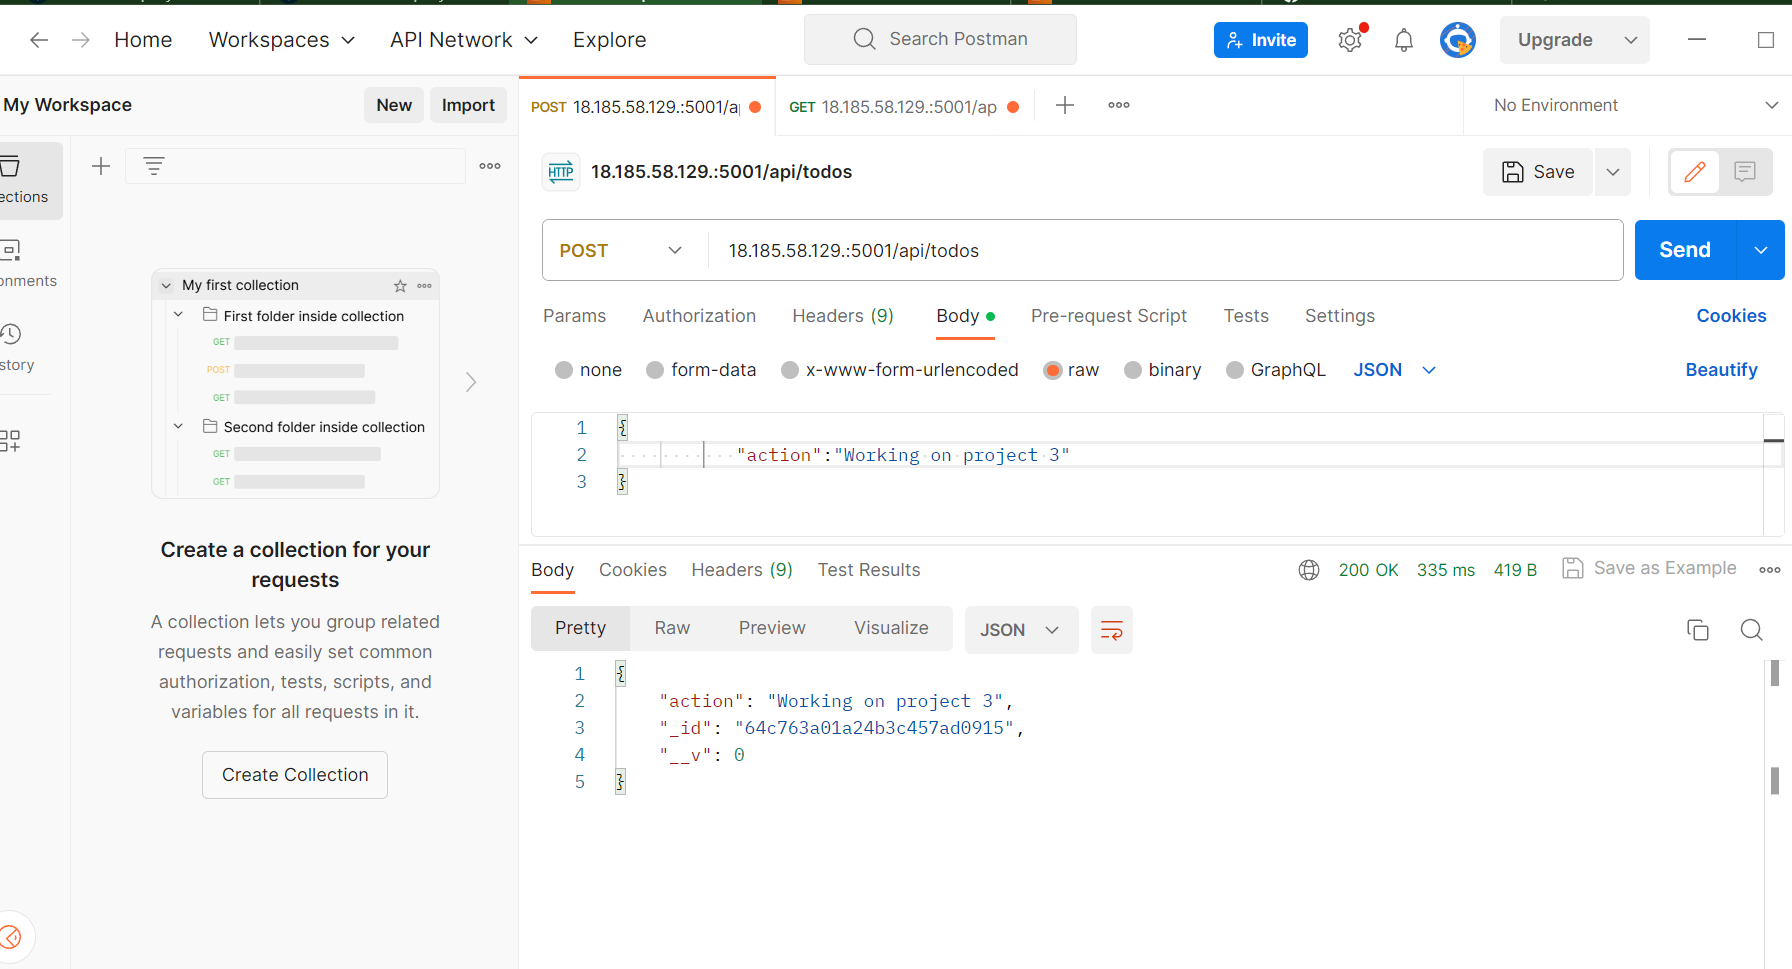 Home Workspaces API Network Explore Search Postman Invite Upgrade
My Workspace New Import POST 18.185.58.129.:5001/a GET 18.185.58.129.:5001/ap No Environment
ections
HTTP 18.185.58.129.:5001/api/todos Save
POST 18.185.58.129.:5001/api/todos Send
onments
Params Authorization Headers (9) Body Pre-request Script Tests Settings Cookies
none form-data x-www-form-urlencoded raw binary GraphQL JSON Beautify
story
My first collection
First folder inside collection
GET
POST
GET
Second folder inside collection
GET
GET
1 {
2 "action":"Working on project 3"
3 }
Create a collection for your
requests
A collection lets you group related
requests and easily set common
authorization, tests, scripts, and
variables for all requests in it.
Create Collection
Body Cookies Headers (9) Test Results 200 OK 335 ms 419 B Save as Example
Pretty Raw Preview Visualize JSON
1 {
2 "action": "Working on project 3",
3 "_id": "64c763a01a24b3c457ad0915",
4 "__v": 0
5 }